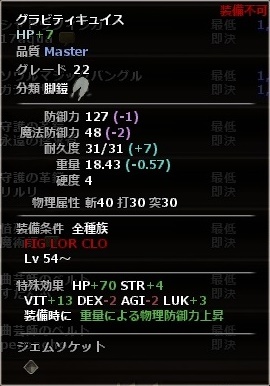 装備不可
グラビティキュイス
HP+7
品質 Master
グレード 22
分類 脚鎧
防御力 127 (-1)
魔法防御力 48 (-2)
耐久度 31/31 (+7)
重量 18.43 (-0.57)
硬度 4
物理属性 斬40 打30 突30
装備条件 全種族
FIG LOR CLO
Lv 54～
特殊効果 HP+70 STR+4
VIT+13 DEX-2 AGI-2 LUK+3
装備時に 重量による物理防御力上昇
ジェムソケット